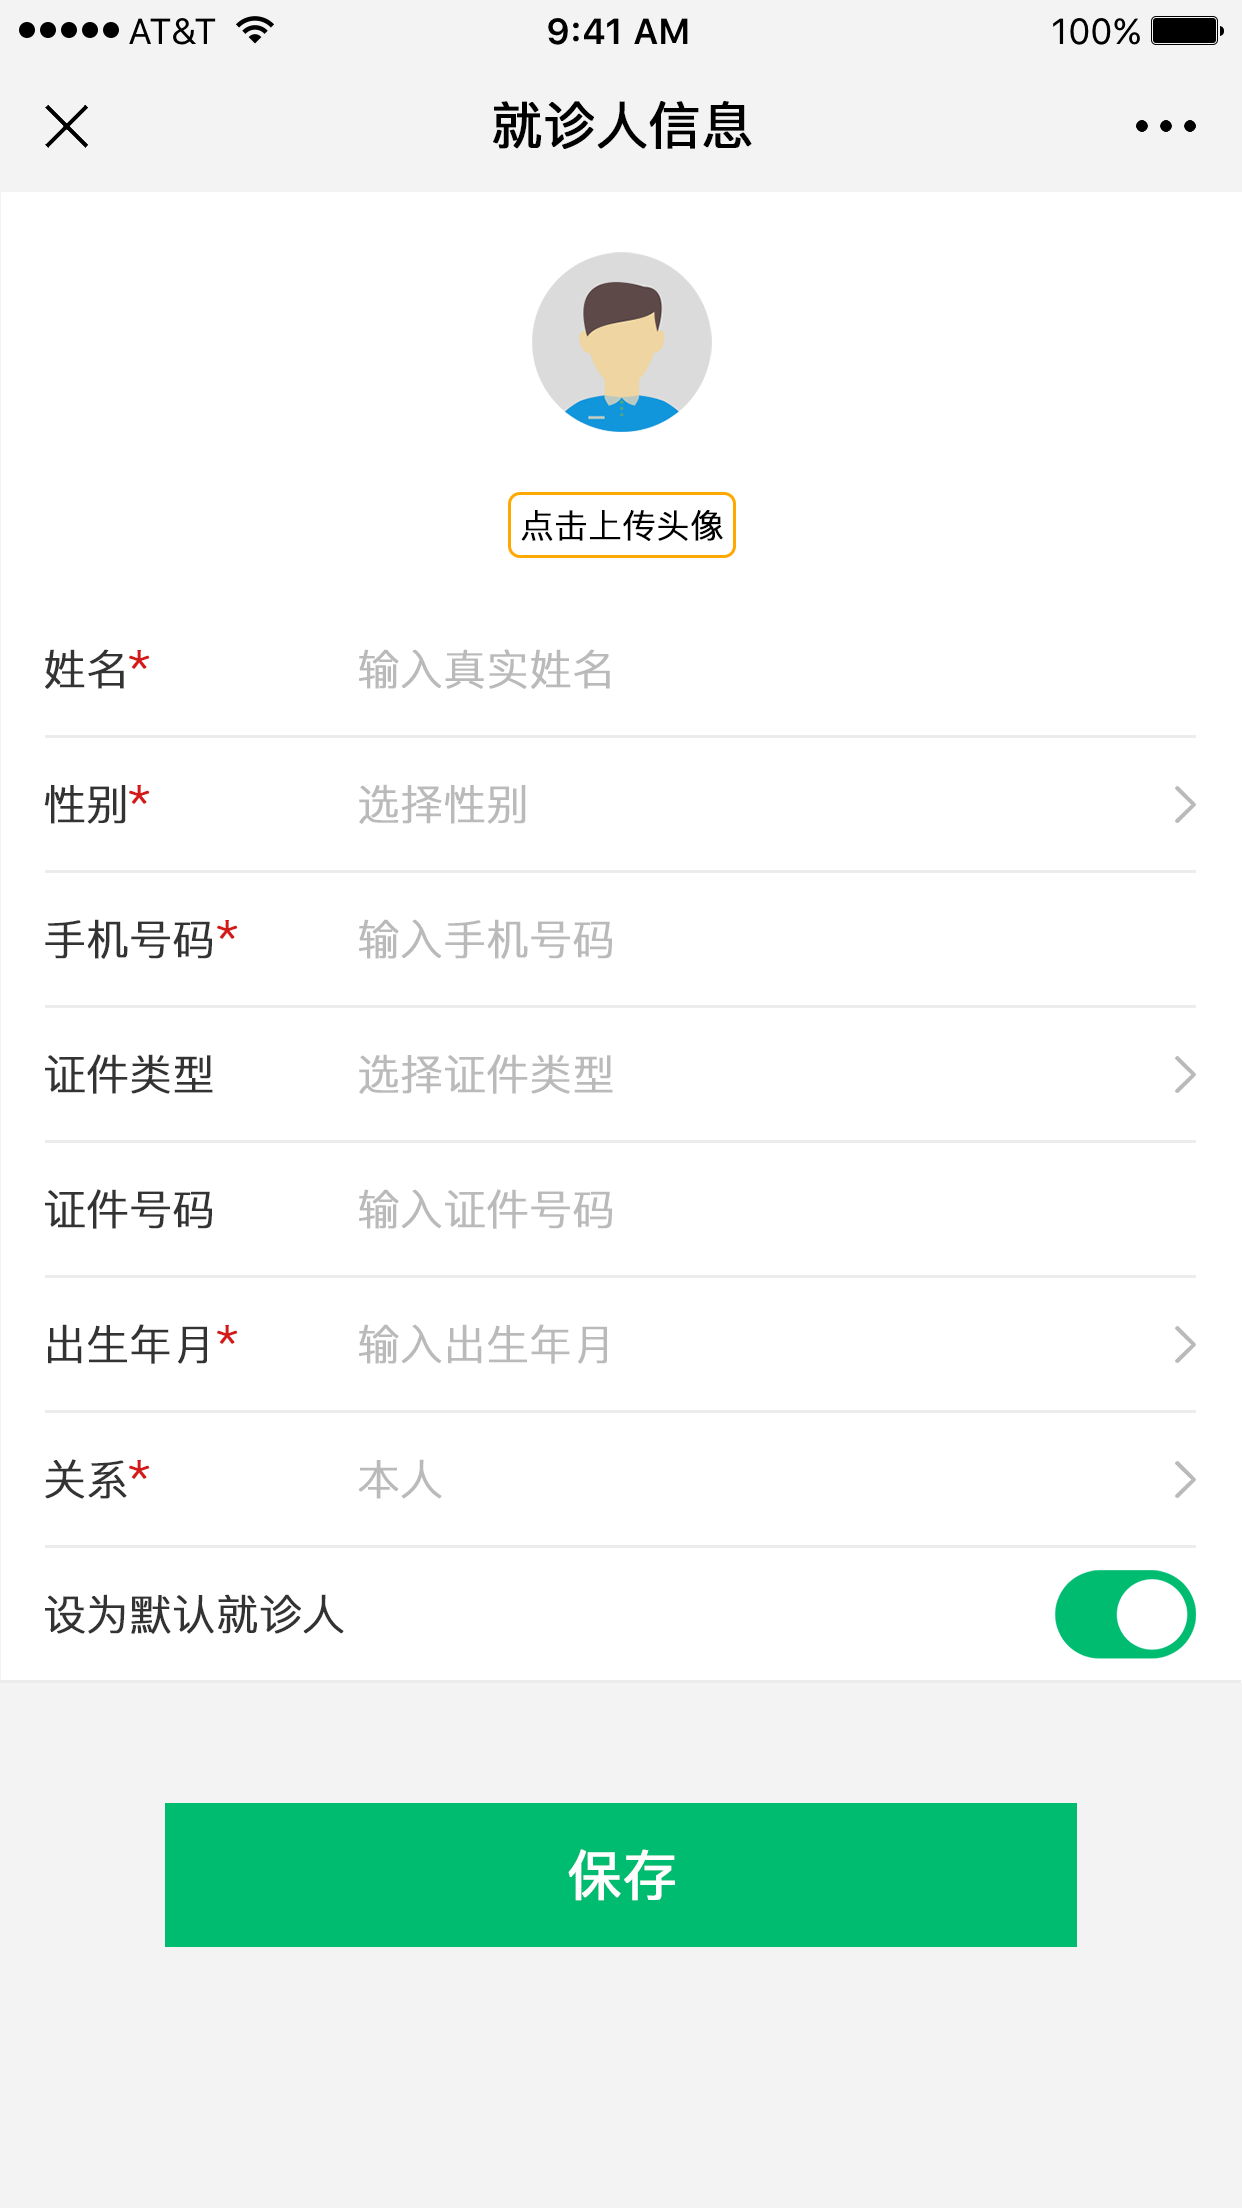 AT&T 9:41 AM 100%
就诊人信息
点击上传头像
姓名* 输入真实姓名
性别* 选择性别
手机号码* 输入手机号码
证件类型 选择证件类型
证件号码 输入证件号码
出生年月* 输入出生年月
关系* 本人
设为默认就诊人
保存